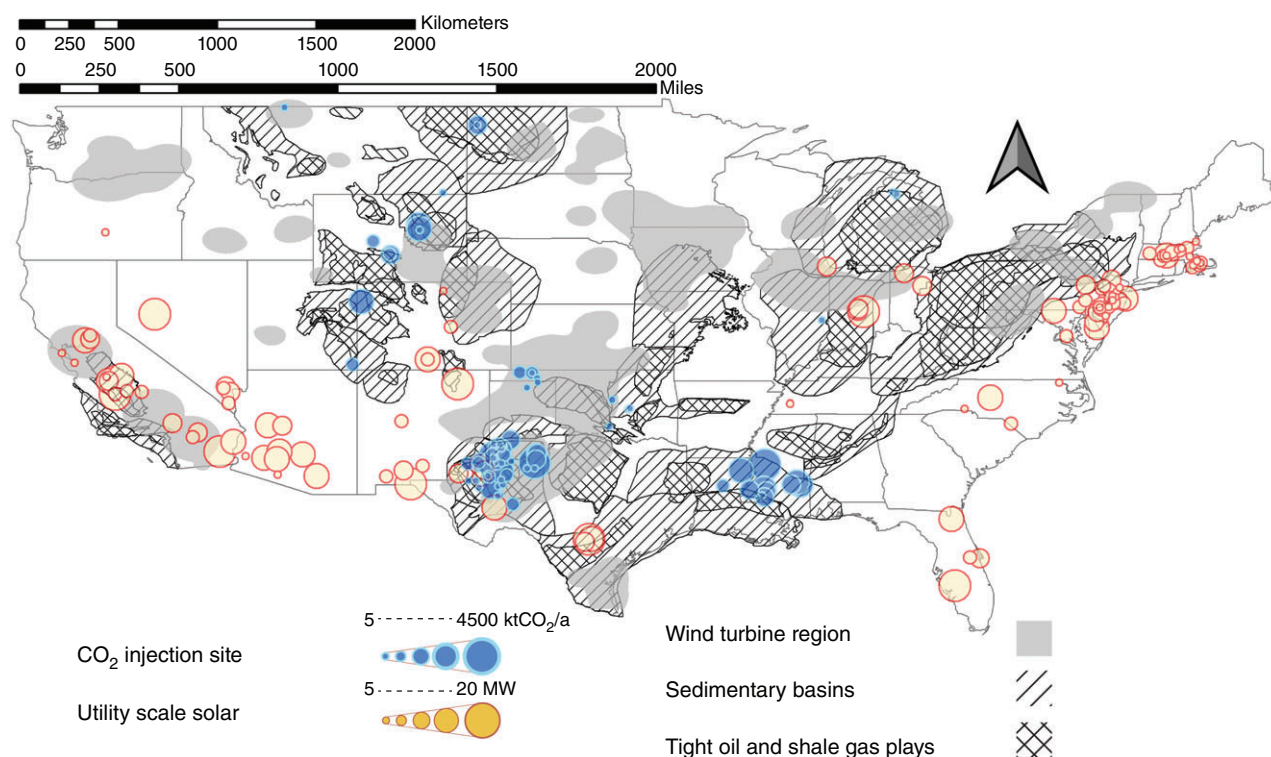 Kilometers
0 250 500 1000 1500 2000
0 250 500 1000 1500 2000
Miles
5 - - - - - - - - 4500 ktCO₂/a
CO₂ injection site
5 - - - - - - - - 20 MW
Utility scale solar
Wind turbine region
Sedimentary basins
Tight oil and shale gas plays